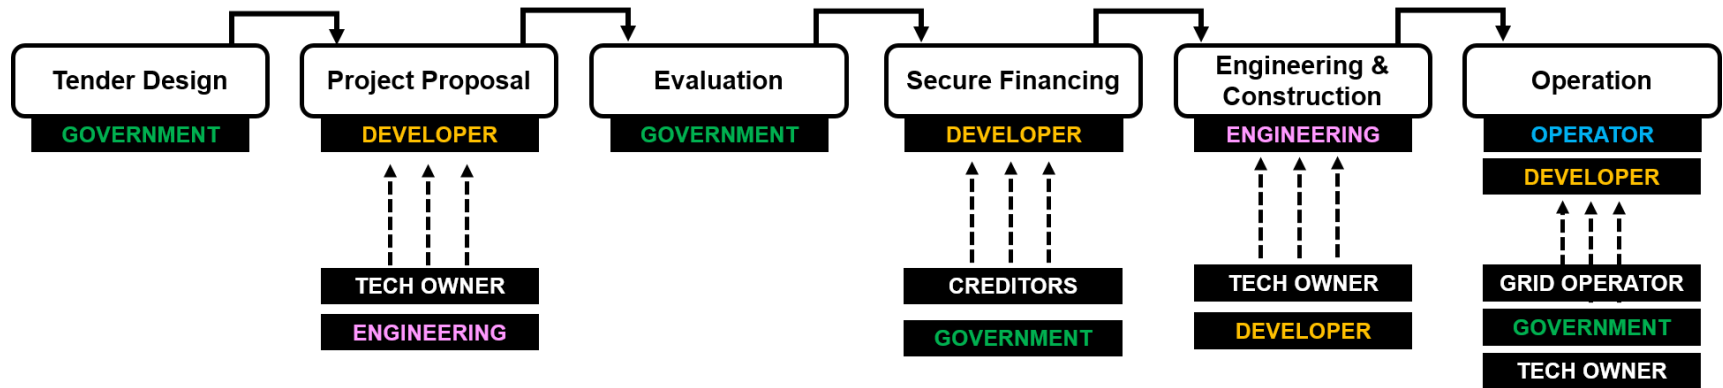 Tender Design
GOVERNMENT
Project Proposal
DEVELOPER
TECH OWNER
ENGINEERING
Evaluation
GOVERNMENT
Secure Financing
DEVELOPER
CREDITORS
GOVERNMENT
Engineering &
Construction
ENGINEERING
TECH OWNER
DEVELOPER
Operation
OPERATOR
DEVELOPER
GRID OPERATOR
GOVERNMENT
TECH OWNER